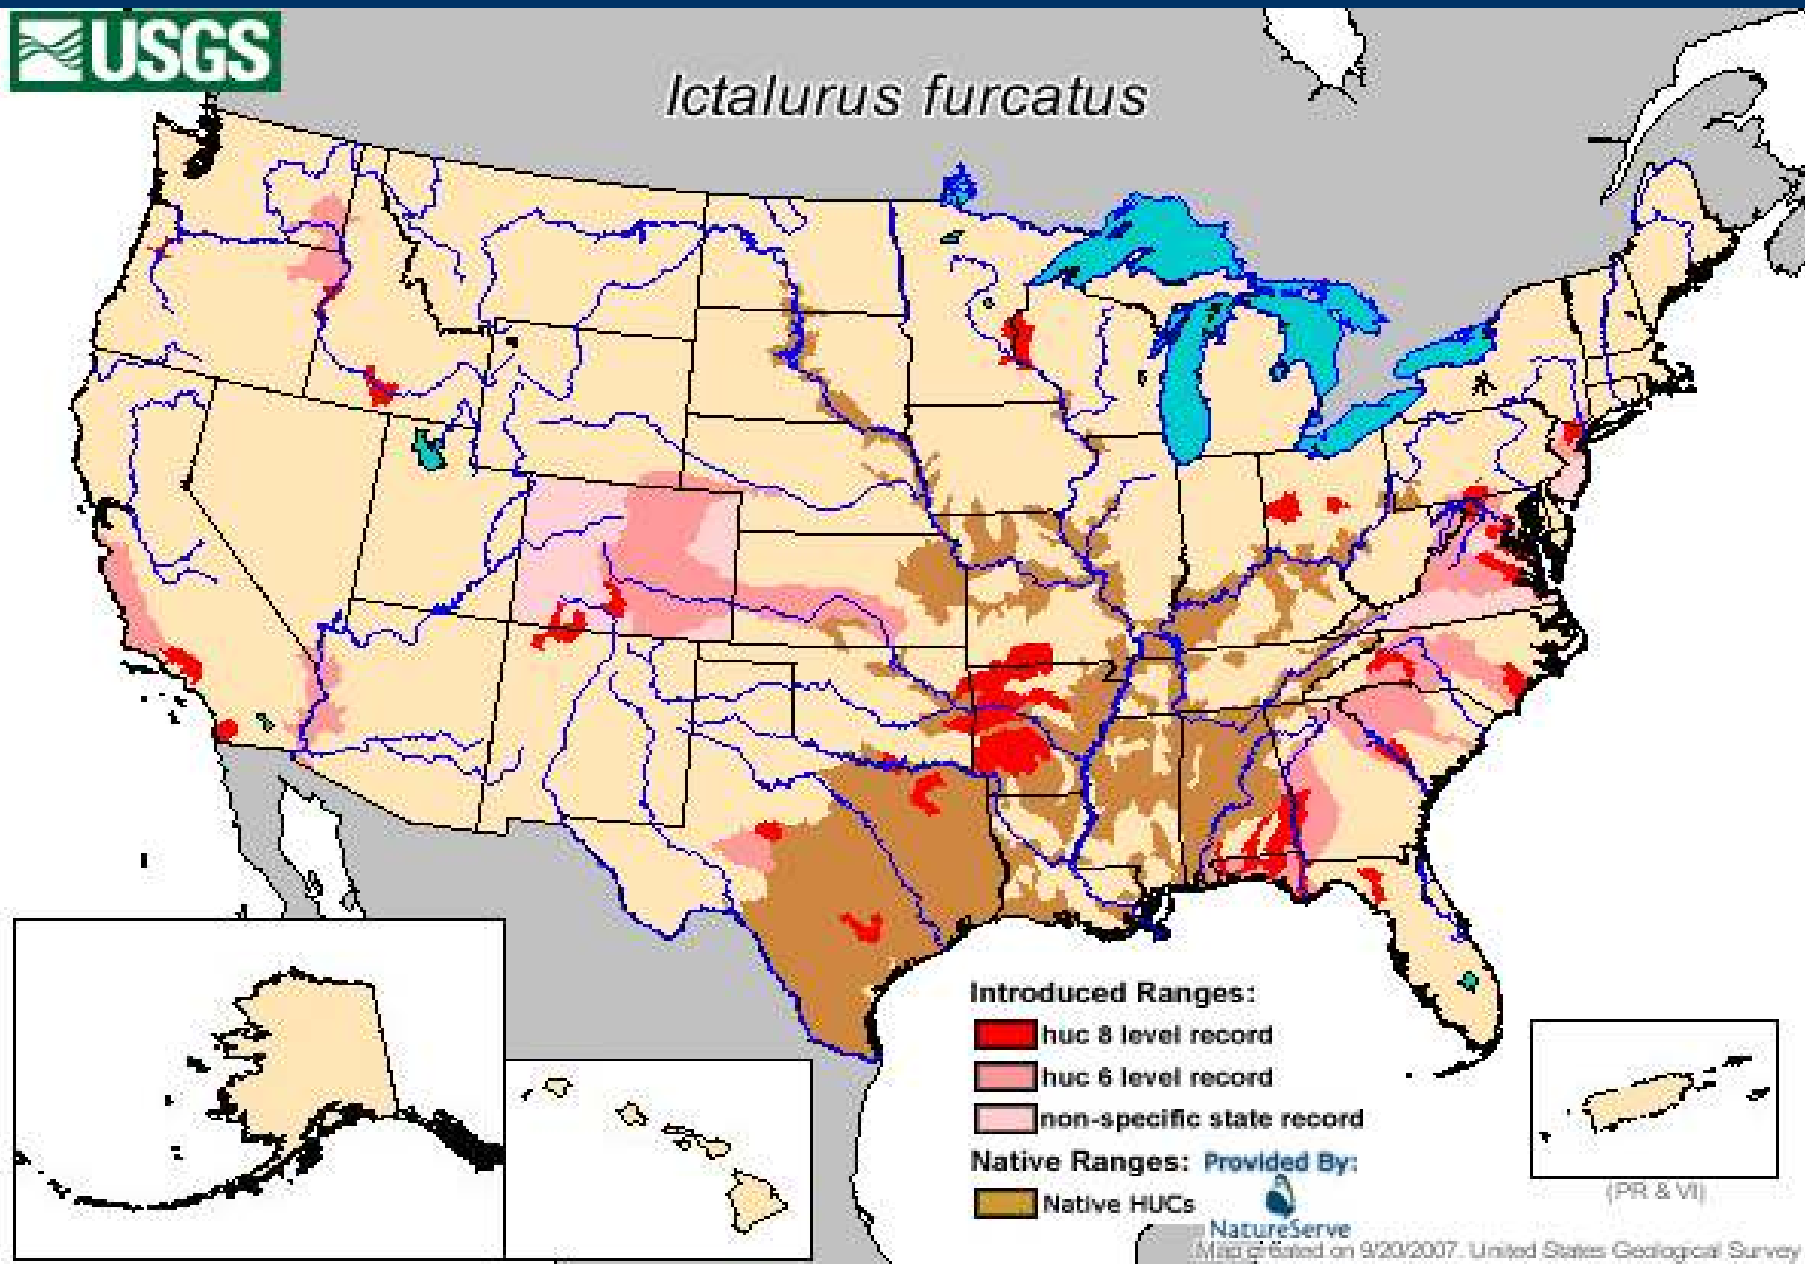 USGS
Ictalurus furcatus
Introduced Ranges:
huc 8 level record
huc 6 level record
non-specific state record
Native Ranges: Provided By:
Native HUCs
NatureServe
(PR & VI)
Map created on 9/20/2007. United States Geological Survey